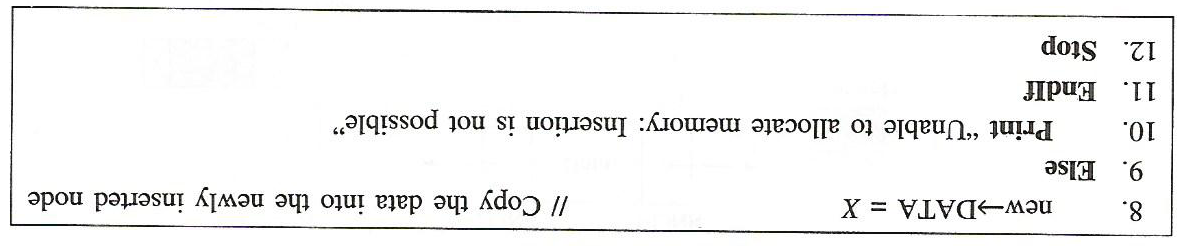 8. new→DATA = X // Copy the data into the newly inserted node
9. Else
10. Print “Unable to allocate memory: Insertion is not possible”
11. EndIf
12. Stop